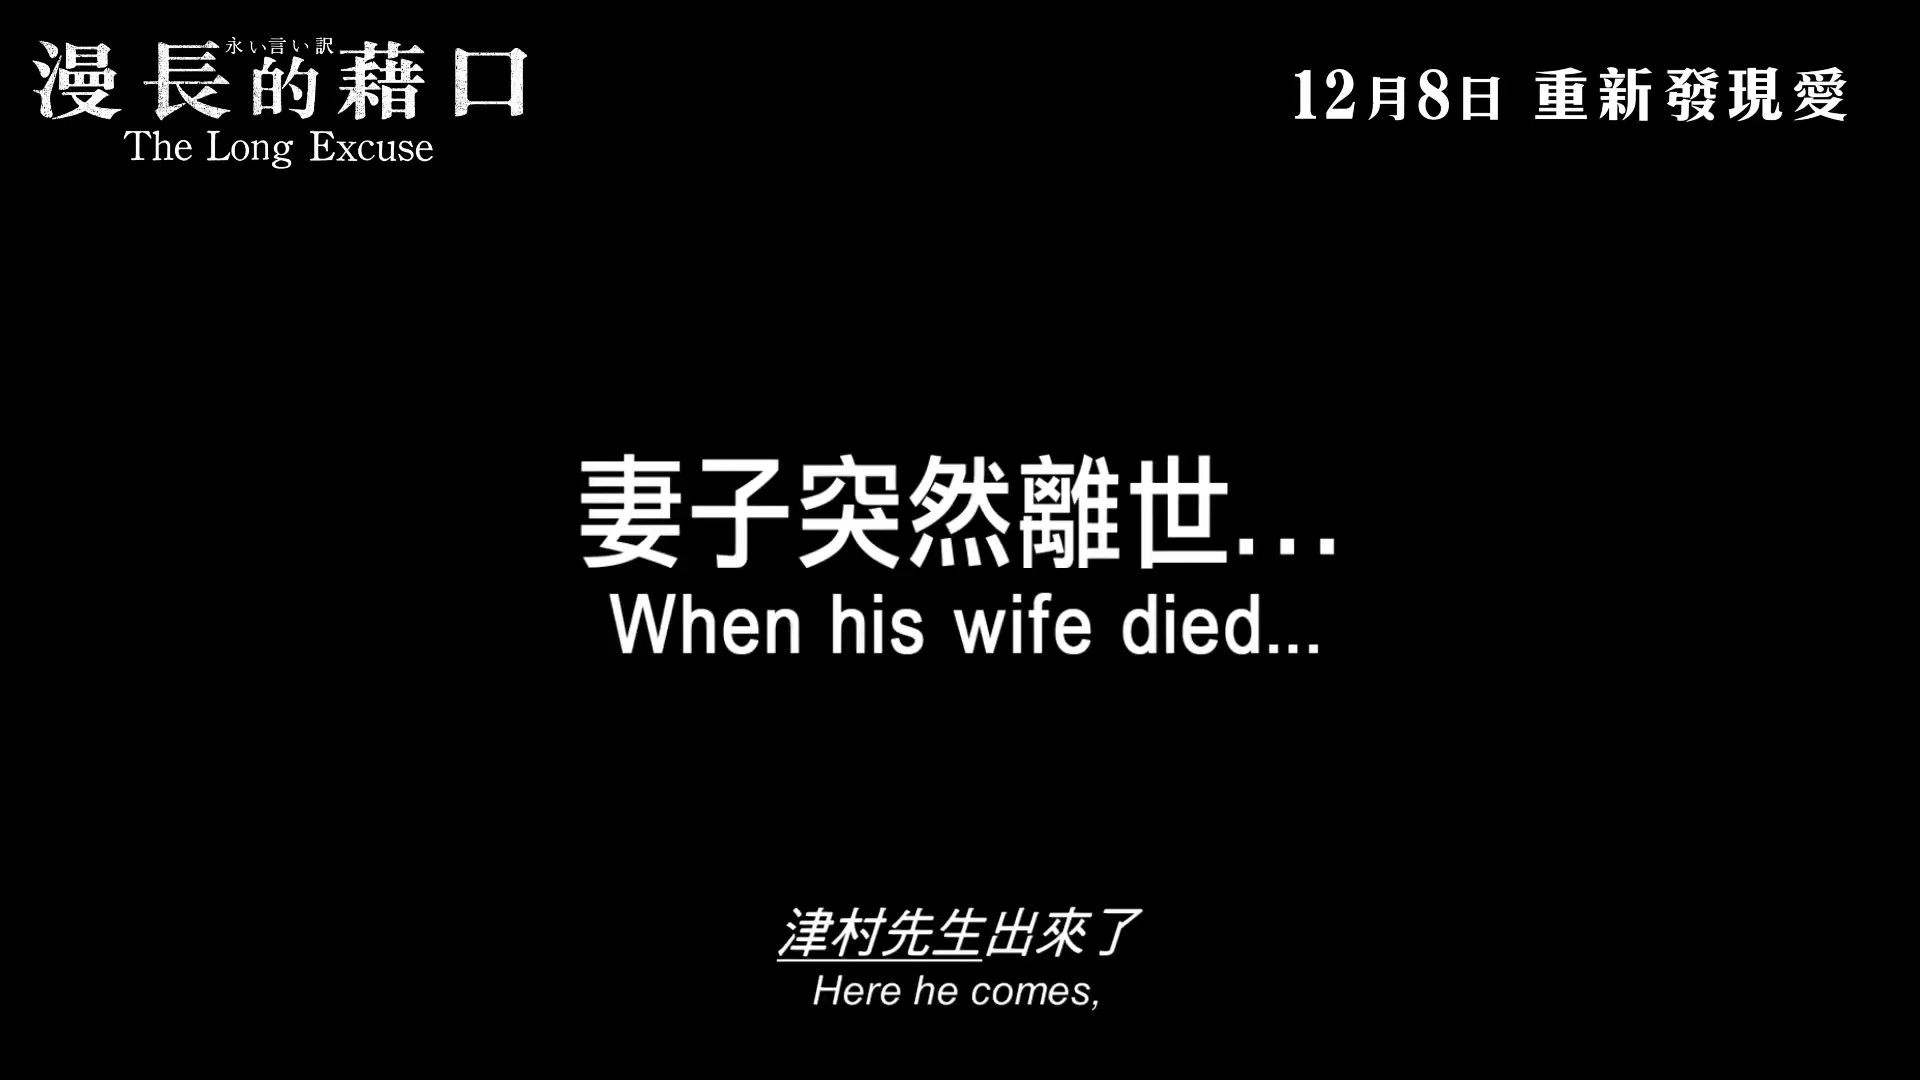 永い言い訳
漫長的藉口
The Long Excuse
12月8日 重新發現愛
妻子突然離世...
When his wife died...
津村先生出來了
Here he comes,